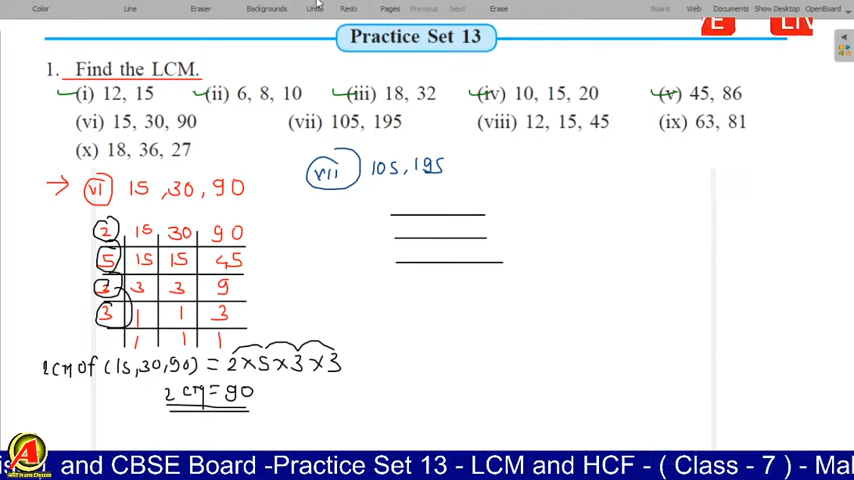 Color Line Eraser Backgrounds Undo Redo Pages Previous Next Erase Board Web Documents Show Desktop OpenBoard
Practice Set 13
1. Find the LCM.
(i) 12, 15 (ii) 6, 8, 10 (iii) 18, 32 (iv) 10, 15, 20 (v) 45, 86
(vi) 15, 30, 90 (vii) 105, 195 (viii) 12, 15, 45 (ix) 63, 81
(x) 18, 36, 27
→ vi 15, 30, 90
vii 105, 195
2 15 30 90
5 15 15 45
3 3 3 9
3 1 1 3
1 1 1
LCM of (15, 30, 90) = 2×5×3×3
LCM = 90
A
and CBSE Board -Practice Set 13 - LCM and HCF - ( Class - 7 ) -